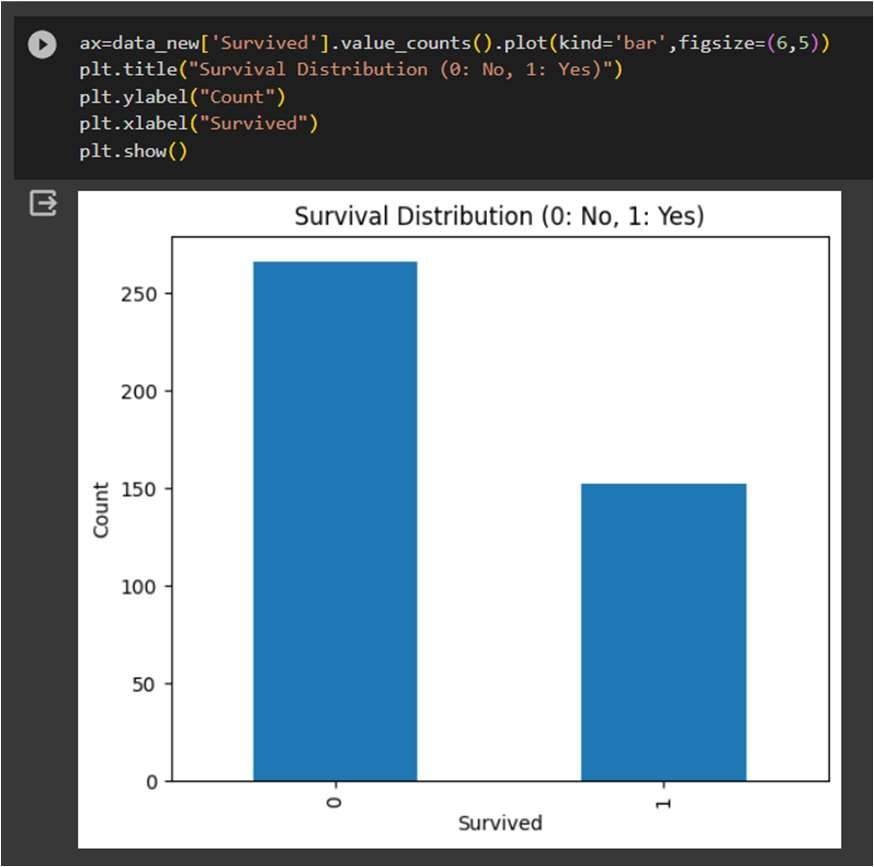 ax=data_new['Survived'].value_counts().plot(kind='bar',figsize=(6,5))
plt.title("Survival Distribution (0: No, 1: Yes)")
plt.ylabel("Count")
plt.xlabel("Survived")
plt.show()
Survival Distribution (0: No, 1: Yes)
250
200
150
100
50
0
Count
0
1
Survived